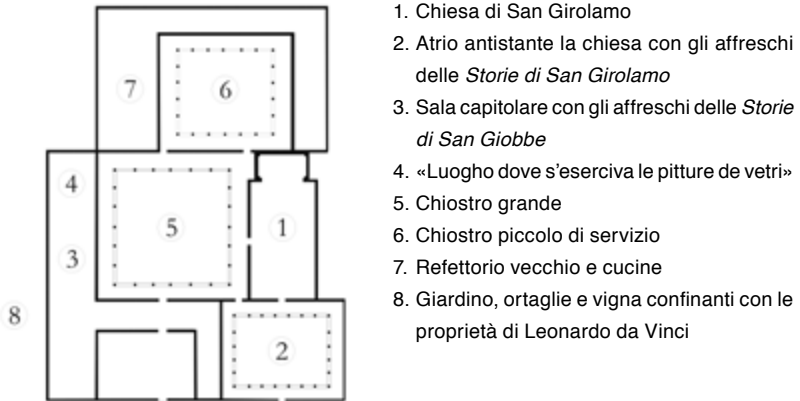 7
6
4
5
1
3
8
2
1. Chiesa di San Girolamo
2. Atrio antistante la chiesa con gli affreschi
delle Storie di San Girolamo
3. Sala capitolare con gli affreschi delle Storie
di San Giobbe
4. «Luogho dove s’eserciva le pitture de vetri»
5. Chiostro grande
6. Chiostro piccolo di servizio
7. Refettorio vecchio e cucine
8. Giardino, ortaglie e vigna confinanti con le
proprietà di Leonardo da Vinci